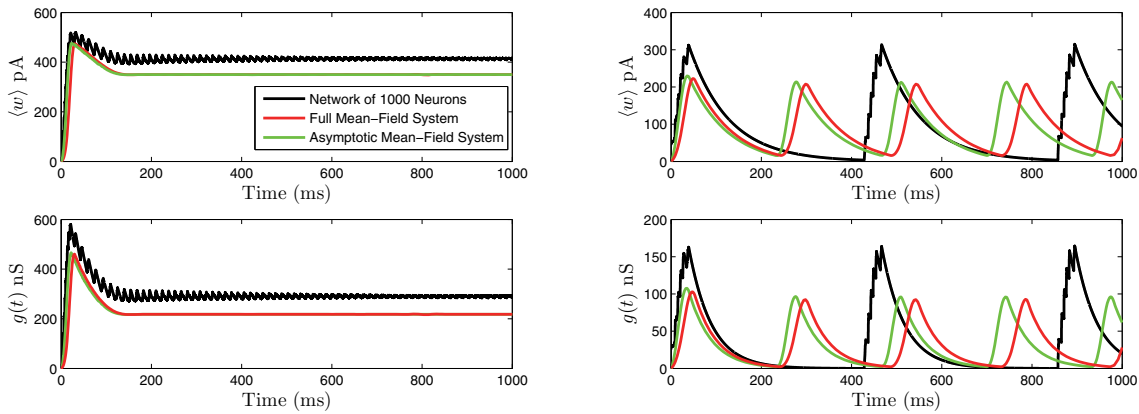 600
400
200
0
⟨w⟩ pA
0 200 400 600 800 1000
Time (ms)
Network of 1000 Neurons
Full Mean−Field System
Asymptotic Mean−Field System
400
300
200
100
0
⟨w⟩ pA
0 200 400 600 800 1000
Time (ms)
600
400
200
0
g(t) nS
0 200 400 600 800 1000
Time (ms)
200
150
100
50
0
g(t) nS
0 200 400 600 800 1000
Time (ms)